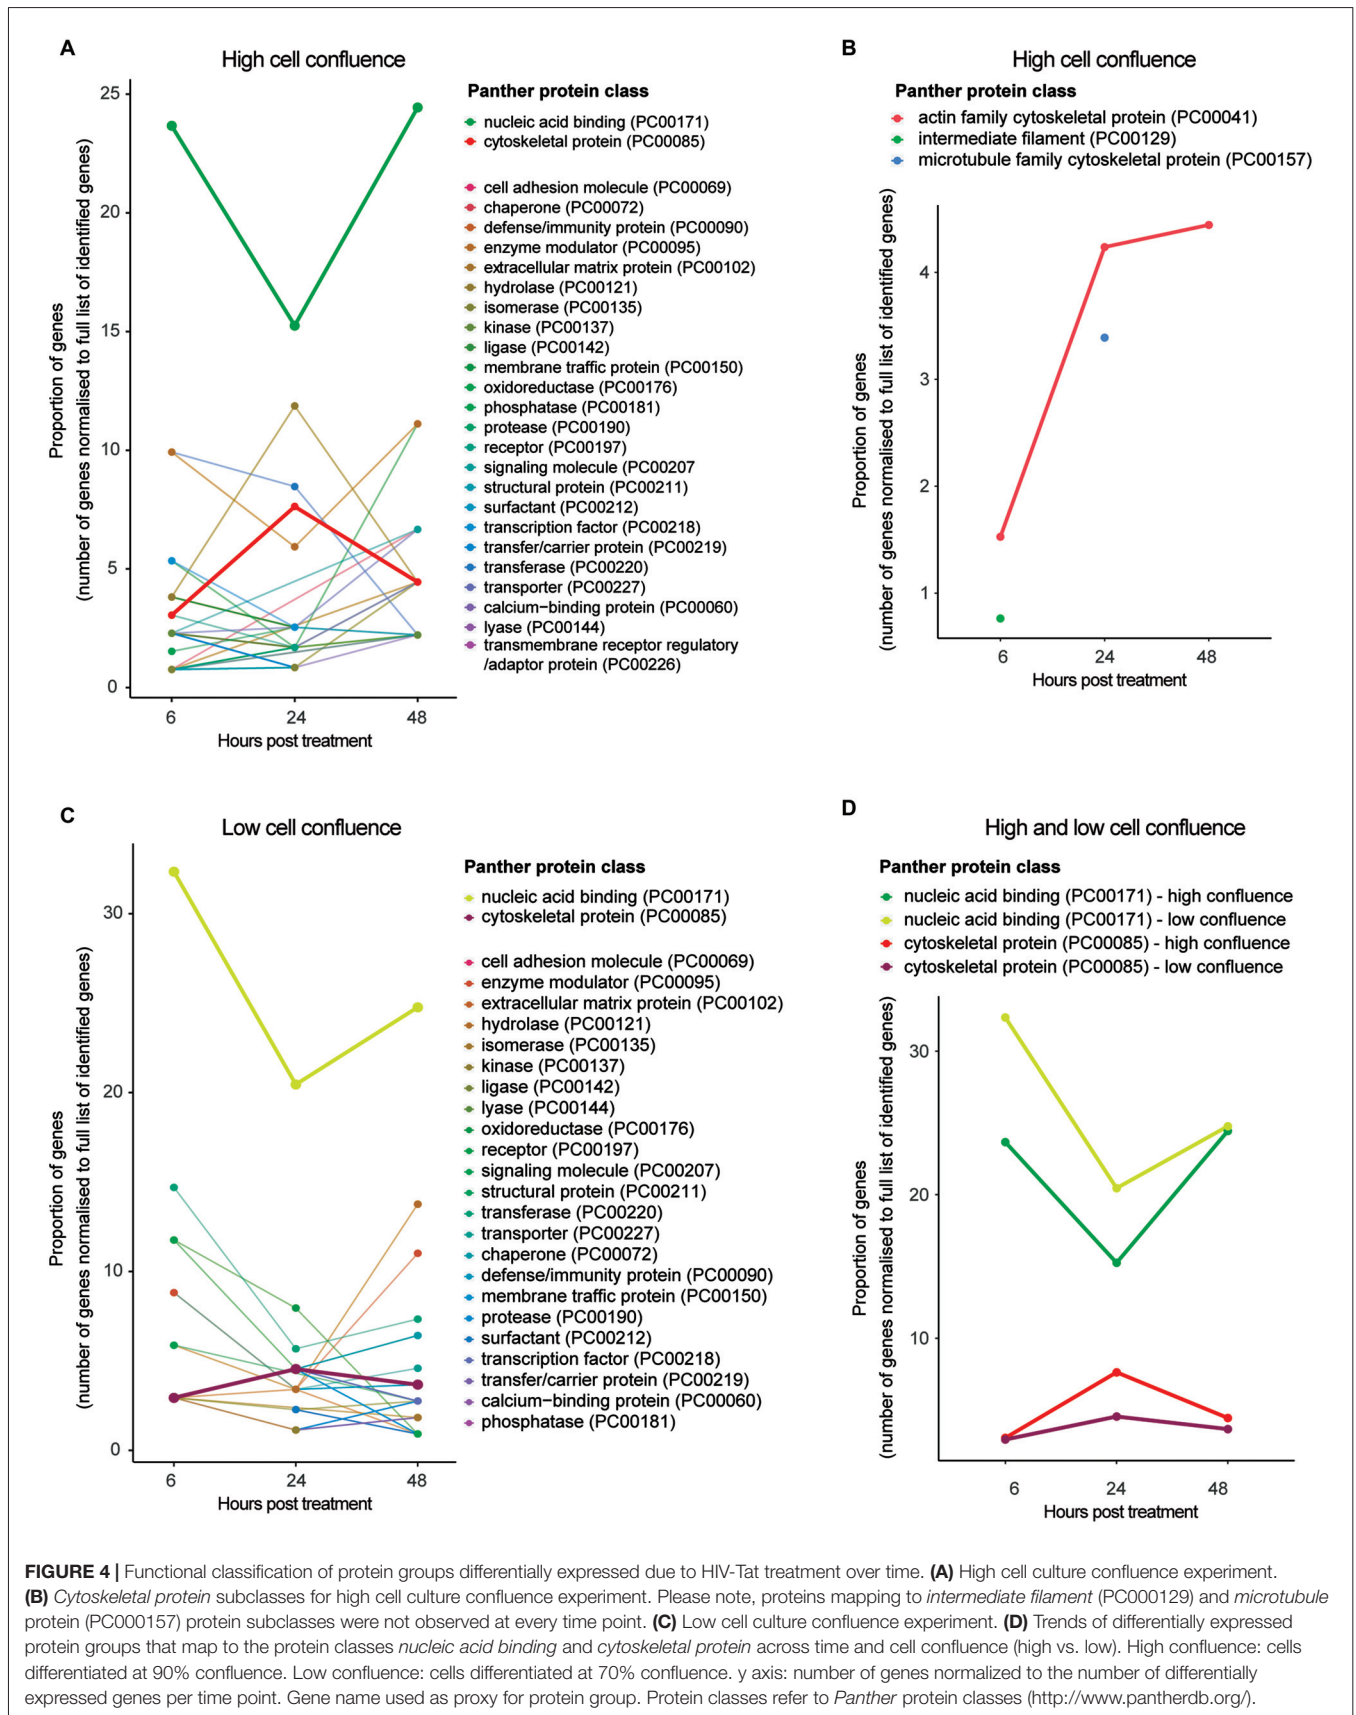 A
High cell confluence
Proportion of genes
(number of genes normalised to full list of identified genes)
25
20
15
10
5
0
6
24
48
Hours post treatment
Panther protein class
nucleic acid binding (PC00171)
cytoskeletal protein (PC00085)
cell adhesion molecule (PC00069)
chaperone (PC00072)
defense/immunity protein (PC00090)
enzyme modulator (PC00095)
extracellular matrix protein (PC00102)
hydrolase (PC00121)
isomerase (PC00135)
kinase (PC00137)
ligase (PC00142)
membrane traffic protein (PC00150)
oxidoreductase (PC00176)
phosphatase (PC00181)
protease (PC00190)
receptor (PC00197)
signaling molecule (PC00207
structural protein (PC00211)
surfactant (PC00212)
transcription factor (PC00218)
transfer/carrier protein (PC00219)
transferase (PC00220)
transporter (PC00227)
calcium−binding protein (PC00060)
lyase (PC00144)
transmembrane receptor regulatory
/adaptor protein (PC00226)
B
High cell confluence
Panther protein class
actin family cytoskeletal protein (PC00041)
intermediate filament (PC00129)
microtubule family cytoskeletal protein (PC00157)
Proportion of genes
(number of genes normalised to full list of identified genes)
4
3
2
1
6
24
48
Hours post treatment
C
Low cell confluence
Proportion of genes
(number of genes normalised to full list of identified genes)
30
20
10
0
6
24
48
Hours post treatment
Panther protein class
nucleic acid binding (PC00171)
cytoskeletal protein (PC00085)
cell adhesion molecule (PC00069)
enzyme modulator (PC00095)
extracellular matrix protein (PC00102)
hydrolase (PC00121)
isomerase (PC00135)
kinase (PC00137)
ligase (PC00142)
lyase (PC00144)
oxidoreductase (PC00176)
receptor (PC00197)
signaling molecule (PC00207)
structural protein (PC00211)
transferase (PC00220)
transporter (PC00227)
chaperone (PC00072)
defense/immunity protein (PC00090)
membrane traffic protein (PC00150)
protease (PC00190)
surfactant (PC00212)
transcription factor (PC00218)
transfer/carrier protein (PC00219)
calcium−binding protein (PC00060)
phosphatase (PC00181)
D
High and low cell confluence
Panther protein class
nucleic acid binding (PC00171) - high confluence
nucleic acid binding (PC00171) - low confluence
cytoskeletal protein (PC00085) - high confluence
cytoskeletal protein (PC00085) - low confluence
Proportion of genes
(number of genes normalised to full list of identified genes)
30
20
10
6
24
48
Hours post treatment
FIGURE 4 | Functional classification of protein groups differentially expressed due to HIV-Tat treatment over time. (A) High cell culture confluence experiment.
(B) Cytoskeletal protein subclasses for high cell culture confluence experiment. Please note, proteins mapping to intermediate filament (PC000129) and microtubule
protein (PC000157) protein subclasses were not observed at every time point. (C) Low cell culture confluence experiment. (D) Trends of differentially expressed
protein groups that map to the protein classes nucleic acid binding and cytoskeletal protein across time and cell confluence (high vs. low). High confluence: cells
differentiated at 90% confluence. Low confluence: cells differentiated at 70% confluence. y axis: number of genes normalized to the number of differentially
expressed genes per time point. Gene name used as proxy for protein group. Protein classes refer to Panther protein classes (http://www.pantherdb.org/).